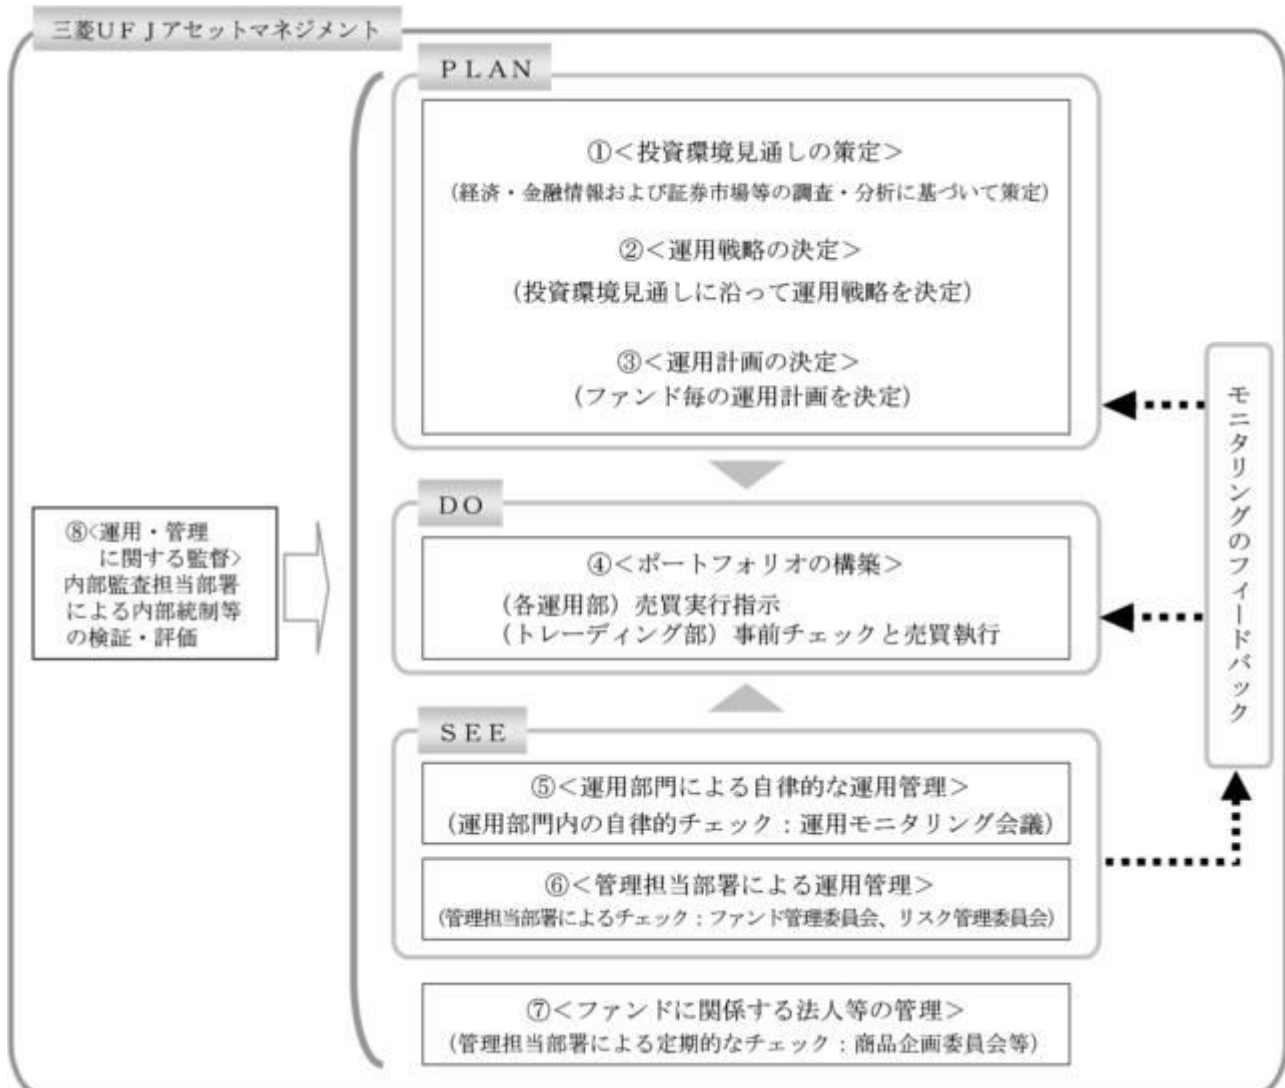 三菱ＵＦＪアセットマネジメント
ＰＬＡＮ
①＜投資環境見通しの策定＞
（経済・金融情報および証券市場等の調査・分析に基づいて策定）
②＜運用戦略の決定＞
（投資環境見通しに沿って運用戦略を決定）
③＜運用計画の決定＞
（ファンド毎の運用計画を決定）
ＤＯ
④＜ポートフォリオの構築＞
（各運用部）売買実行指示
（トレーディング部）事前チェックと売買執行
ＳＥＥ
⑤＜運用部門による自律的な運用管理＞
（運用部門内の自律的チェック：運用モニタリング会議）
⑥＜管理担当部署による運用管理＞
（管理担当部署によるチェック：ファンド管理委員会、リスク管理委員会）
⑦＜ファンドに関係する法人等の管理＞
（管理担当部署による定期的なチェック：商品企画委員会等）
⑧＜運用・管理
に関する監督＞
内部監査担当部署
による内部統制等
の検証・評価
モニタリングのフィードバック